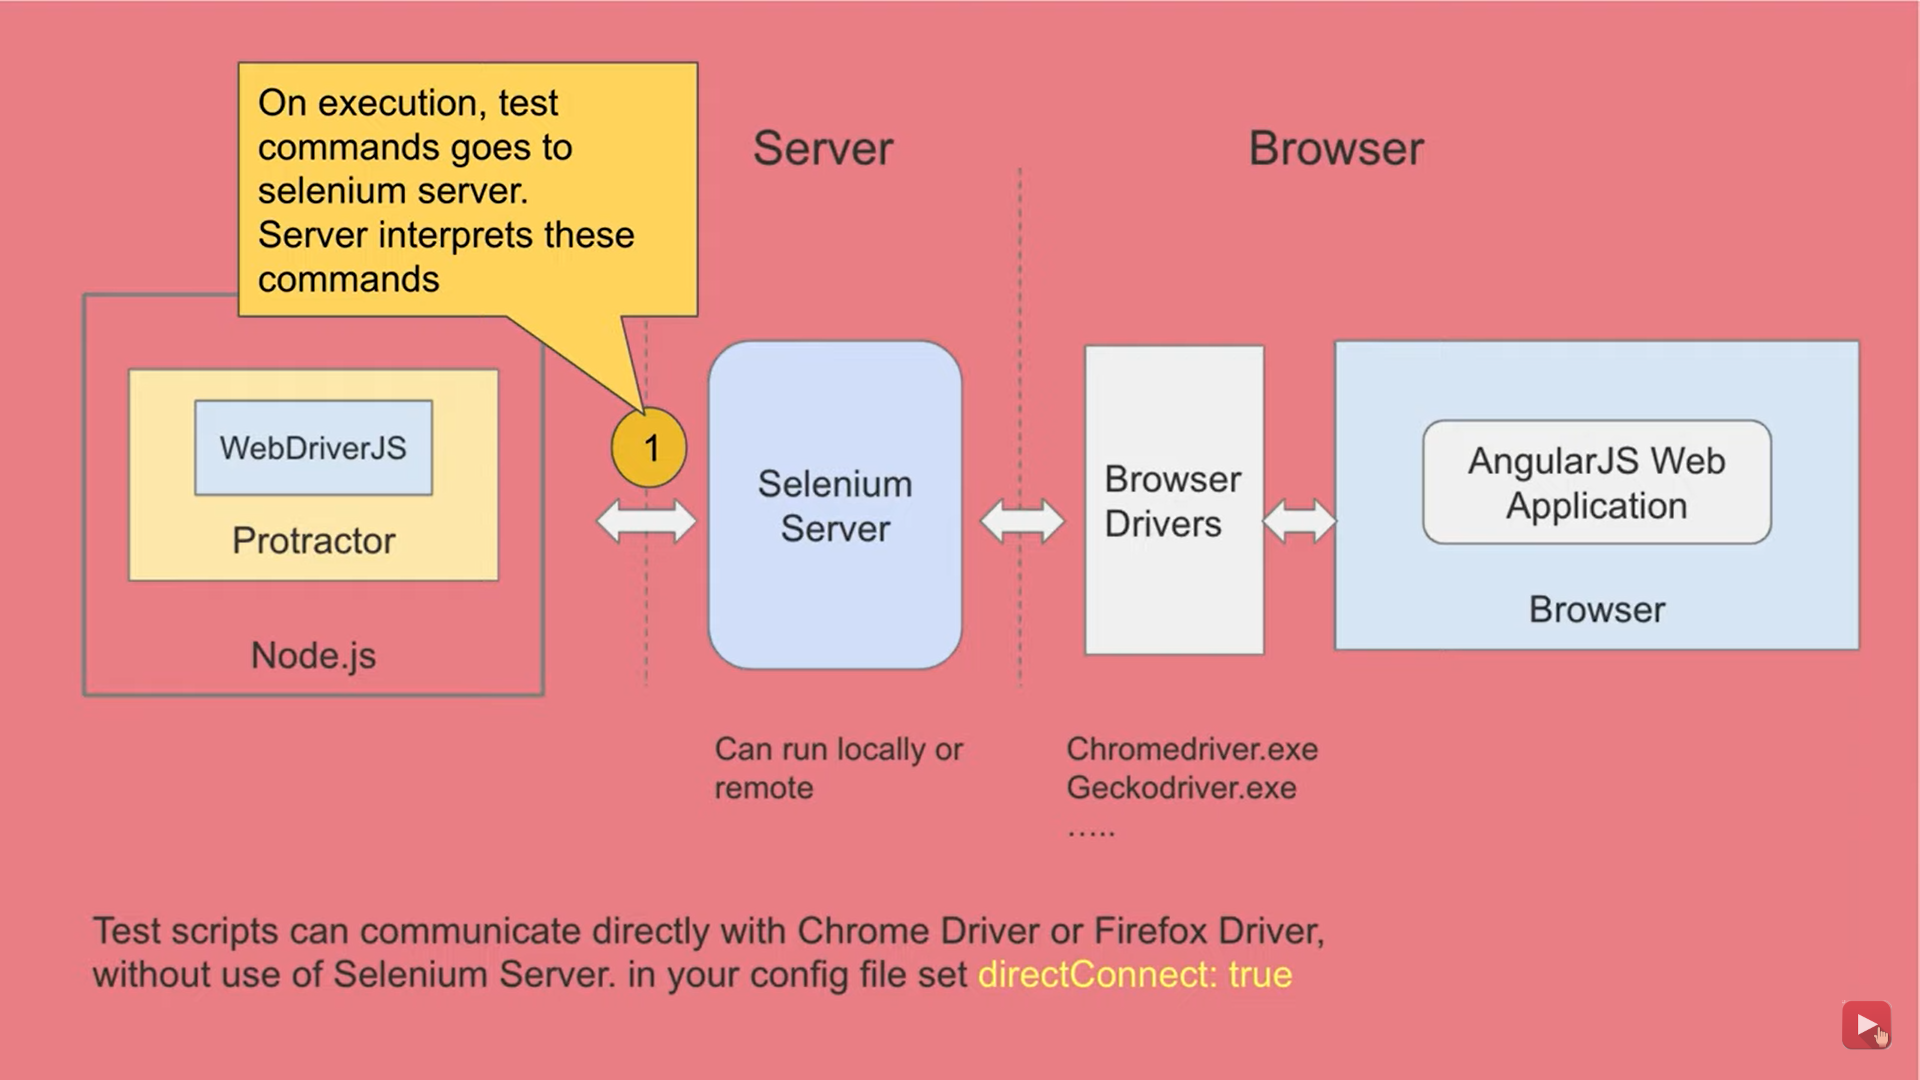 On execution, test
commands goes to
selenium server.
Server interprets these
commands
Server
Browser
WebDriverJS
Protractor
Node.js
1
Selenium
Server
Browser
Drivers
AngularJS Web
Application
Browser
Can run locally or
remote
Chromedriver.exe
Geckodriver.exe
.....
Test scripts can communicate directly with Chrome Driver or Firefox Driver,
without use of Selenium Server. in your config file set directConnect: true